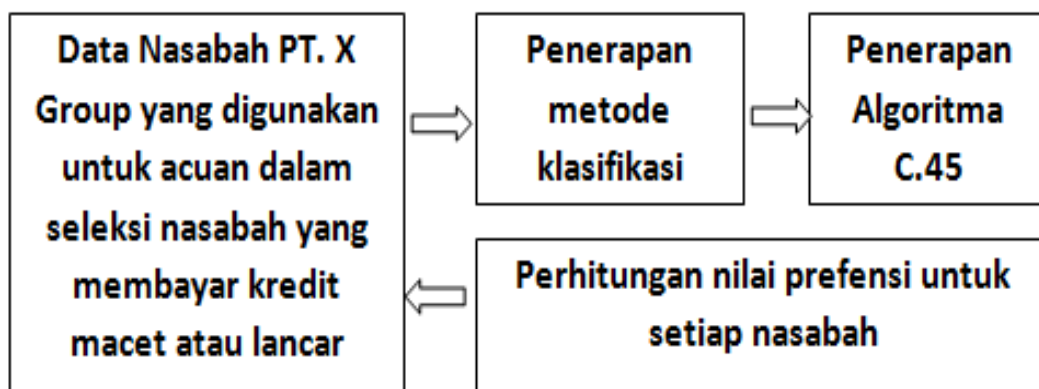 Data Nasabah PT. X
Group yang digunakan
untuk acuan dalam
seleksi nasabah yang
membayar kredit
macet atau lancar
Penerapan
metode
klasifikasi
Penerapan
Algoritma
C.45
Perhitungan nilai prefensi untuk
setiap nasabah